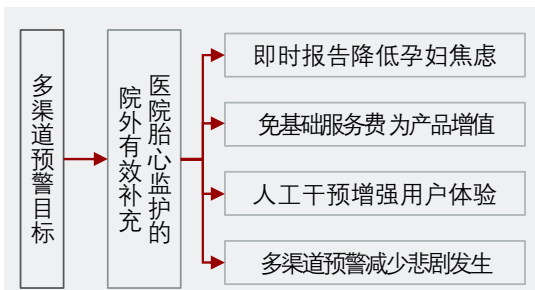 多渠道预警目标
医院胎心监护的
院外有效补充
即时报告降低孕妇焦虑
免基础服务费 为产品增值
人工干预增强用户体验
多渠道预警减少悲剧发生